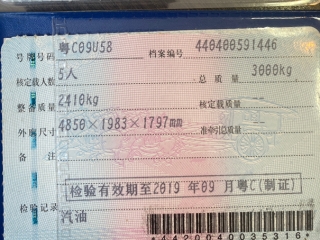 号牌号码 粤C09U58 档案编号 440400591446
核定载人数 5人 总质量 3000kg
整备质量 2410kg 核定载质量 --
外廓尺寸 4850×1983×1797mm 准牵引总质量 --
备注
检验有效期至2019年09月粤C(制证)
检验记录 汽油
*4420040035316*